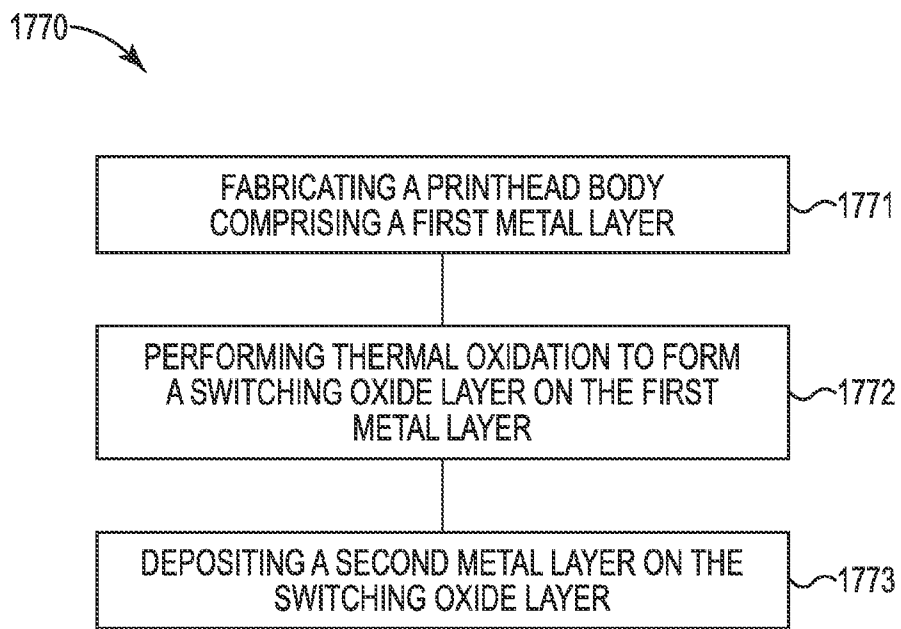 1770
FABRICATING A PRINTHEAD BODY
COMPRISING A FIRST METAL LAYER
1771
PERFORMING THERMAL OXIDATION TO FORM
A SWITCHING OXIDE LAYER ON THE FIRST
METAL LAYER
1772
DEPOSITING A SECOND METAL LAYER ON THE
SWITCHING OXIDE LAYER
1773